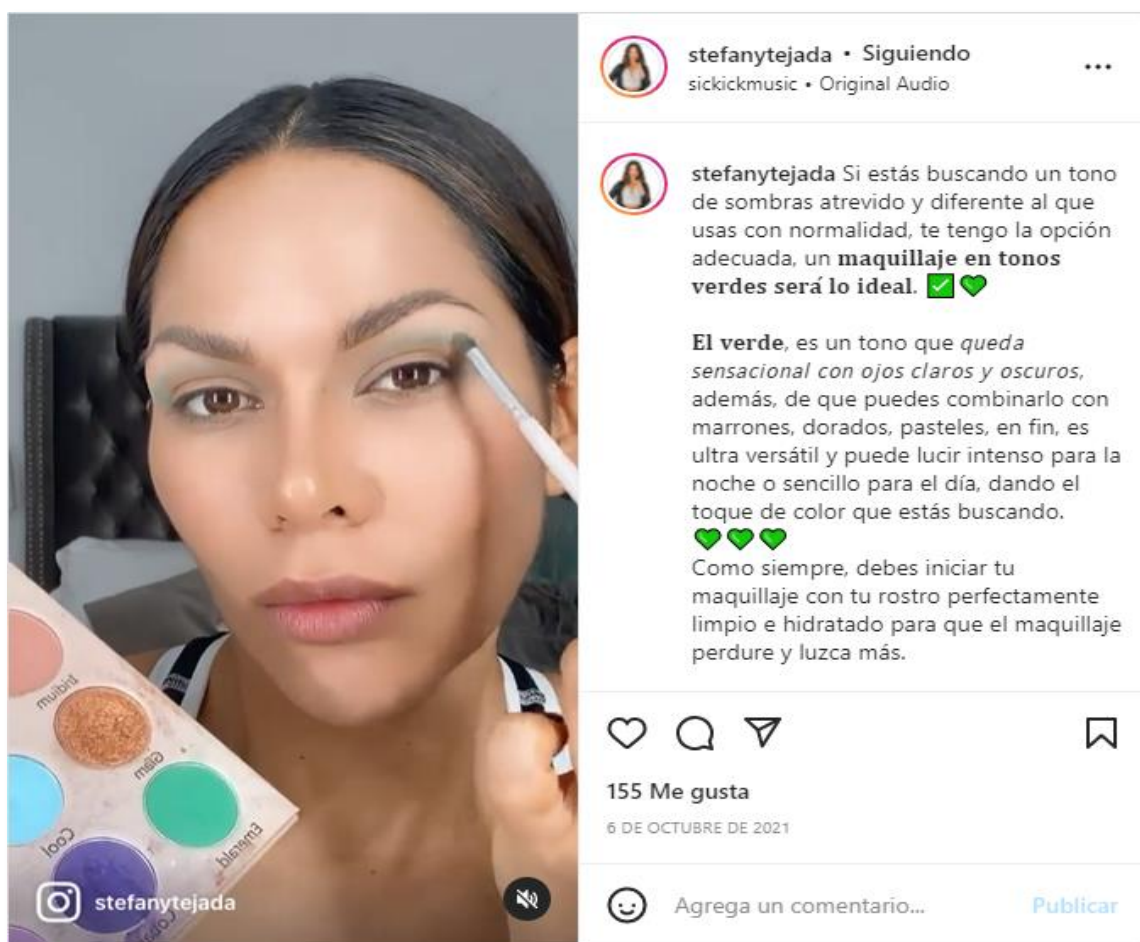 stefanytejada • Siguiendo
sickickmusic • Original Audio
stefanytejada Si estás buscando un tono
de sombras atrevido y diferente al que
usas con normalidad, te tengo la opción
adecuada, un maquillaje en tonos
verdes será lo ideal. ✅💚
El verde, es un tono que queda
sensacional con ojos claros y oscuros,
además, de que puedes combinarlo con
marrones, dorados, pasteles, en fin, es
ultra versátil y puede lucir intenso para la
noche o sencillo para el día, dando el
toque de color que estás buscando.
💚💚💚
Como siempre, debes iniciar tu
maquillaje con tu rostro perfectamente
limpio e hidratado para que el maquillaje
perdure y luzca más.
155 Me gusta
6 DE OCTUBRE DE 2021
Agrega un comentario... Publicar
Iridium
Glam
Emerald
Cool
stefanytejada